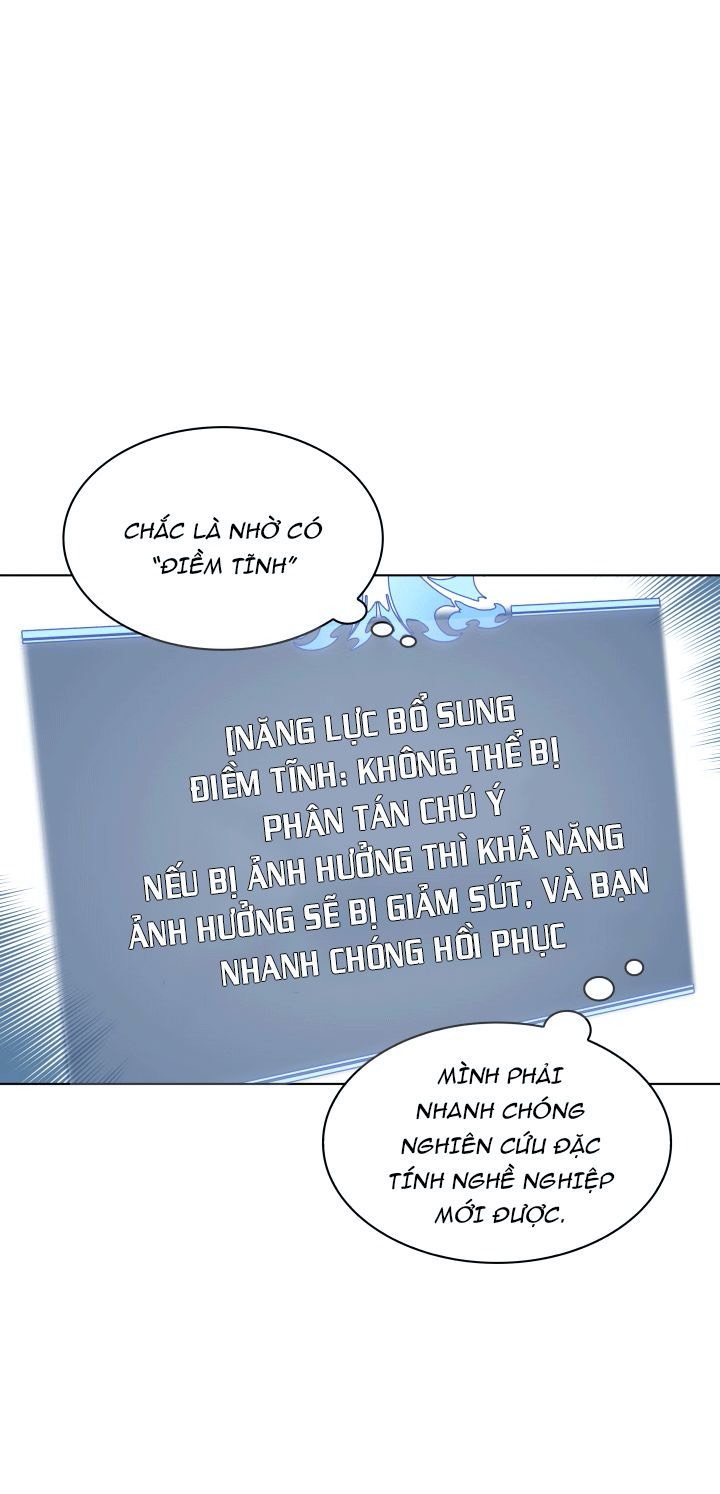 CHẮC LÀ NHỜ CÓ
"ĐIỀM TĨNH"
[NĂNG LỰC BỔ SUNG
ĐIỀM TĨNH: KHÔNG THỂ BỊ
PHÂN TÁN CHÚ Ý
NẾU BỊ ẢNH HƯỞNG THÌ KHẢ NĂNG
ẢNH HƯỞNG SẼ BỊ GIẢM SÚT, VÀ BẠN
NHANH CHÓNG HỒI PHỤC
MÌNH PHẢI
NHANH CHÓNG
NGHIÊN CỨU ĐẶC
TÍNH NGHỀ NGHIỆP
MỚI ĐƯỢC.